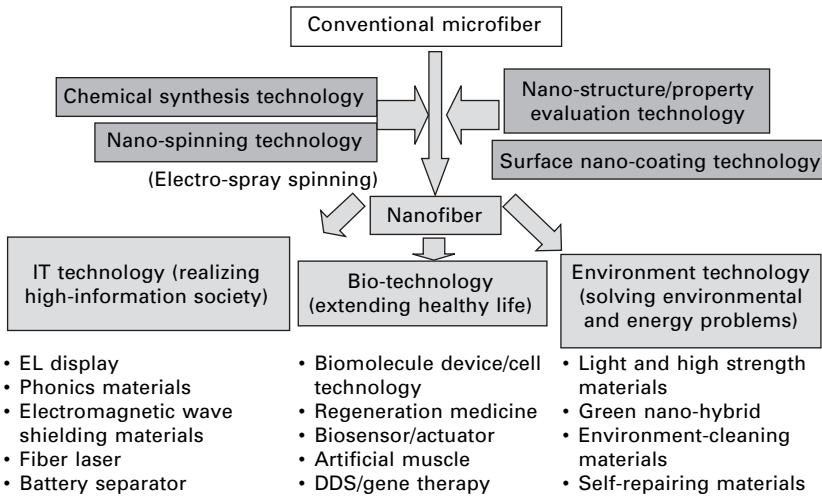 Conventional microfiber
Chemical synthesis technology
Nano-spinning technology
(Electro-spray spinning)
Nano-structure/property
evaluation technology
Surface nano-coating technology
Nanofiber
IT technology (realizing
high-information society)
• EL display
• Phonics materials
• Electromagnetic wave
shielding materials
• Fiber laser
• Battery separator
Bio-technology
(extending healthy life)
• Biomolecule device/cell
technology
• Regeneration medicine
• Biosensor/actuator
• Artificial muscle
• DDS/gene therapy
Environment technology
(solving environmental
and energy problems)
• Light and high strength
materials
• Green nano-hybrid
• Environment-cleaning
materials
• Self-repairing materials